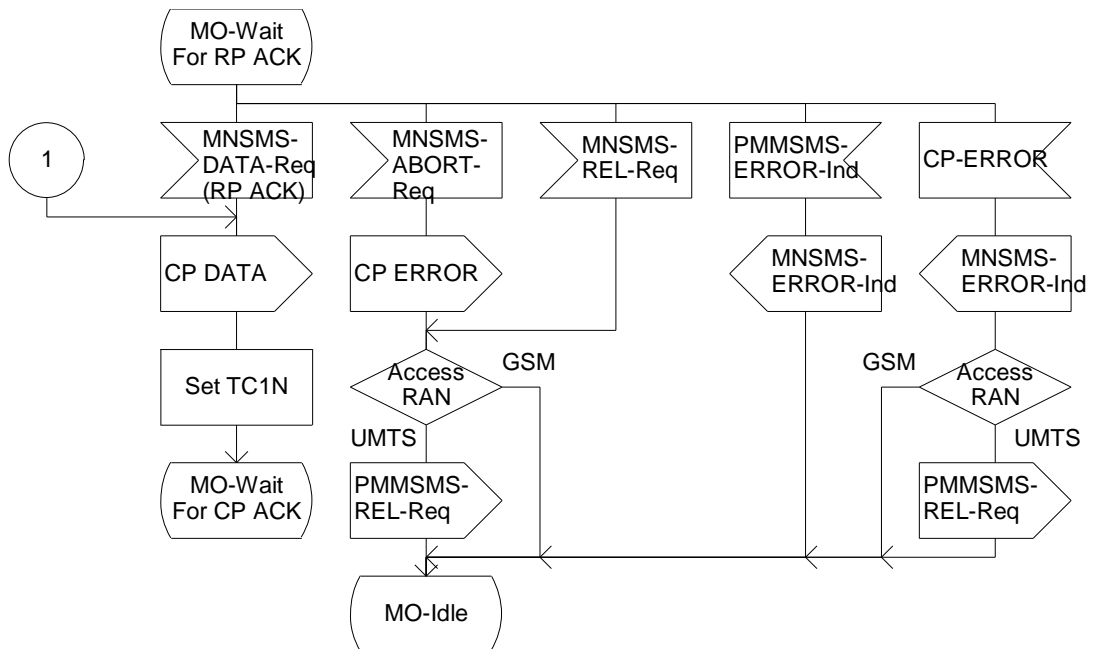 MO-Wait
For RP ACK
1
MNSMS-
DATA-Req
(RP ACK)
MNSMS-
ABORT-
Req
MNSMS-
REL-Req
PMMSMS-
ERROR-Ind
CP-ERROR
CP DATA
CP ERROR
MNSMS-
ERROR-Ind
MNSMS-
ERROR-Ind
Set TC1N
Access
RAN
GSM
UMTS
GSM
Access
RAN
UMTS
MO-Wait
For CP ACK
PMMSMS-
REL-Req
PMMSMS-
REL-Req
MO-Idle